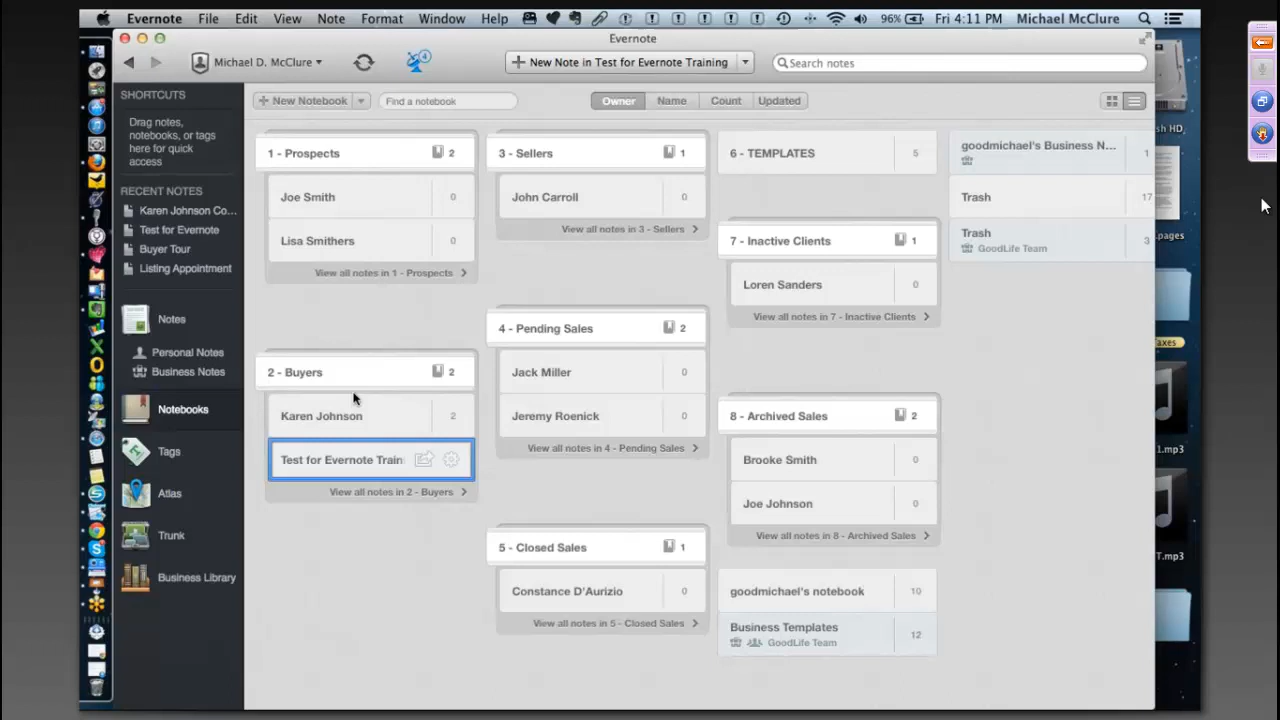 Evernote File Edit View Note Format Window Help 96% Fri 4:11 PM Michael McClure
Evernote
Michael D. McClure
4
New Note in Test for Evernote Training
Search notes
SHORTCUTS
Drag notes,
notebooks, or tags
here for quick
access
RECENT NOTES
Karen Johnson Co...
Test for Evernote
Buyer Tour
Listing Appointment
Notes
Personal Notes
Business Notes
Notebooks
Tags
Atlas
Trunk
Business Library
+ New Notebook
Find a notebook
Owner Name Count Updated
1 - Prospects 2
Joe Smith 0
Lisa Smithers 0
View all notes in 1 - Prospects
2 - Buyers 2
Karen Johnson 2
Test for Evernote Train
View all notes in 2 - Buyers
3 - Sellers 1
John Carroll 0
View all notes in 3 - Sellers
4 - Pending Sales 2
Jack Miller 0
Jeremy Roenick 0
View all notes in 4 - Pending Sales
5 - Closed Sales 1
Constance D'Aurizio 0
View all notes in 5 - Closed Sales
6 - TEMPLATES 5
7 - Inactive Clients 1
Loren Sanders 0
View all notes in 7 - Inactive Clients
8 - Archived Sales 2
Brooke Smith 0
Joe Johnson 0
View all notes in 8 - Archived Sales
goodmichael's notebook 10
Business Templates 12
GoodLife Team
goodmichael's Business N... 1
Trash 17
Trash 3
GoodLife Team
sh HD
.pages
axes
1.mp3
T.mp3